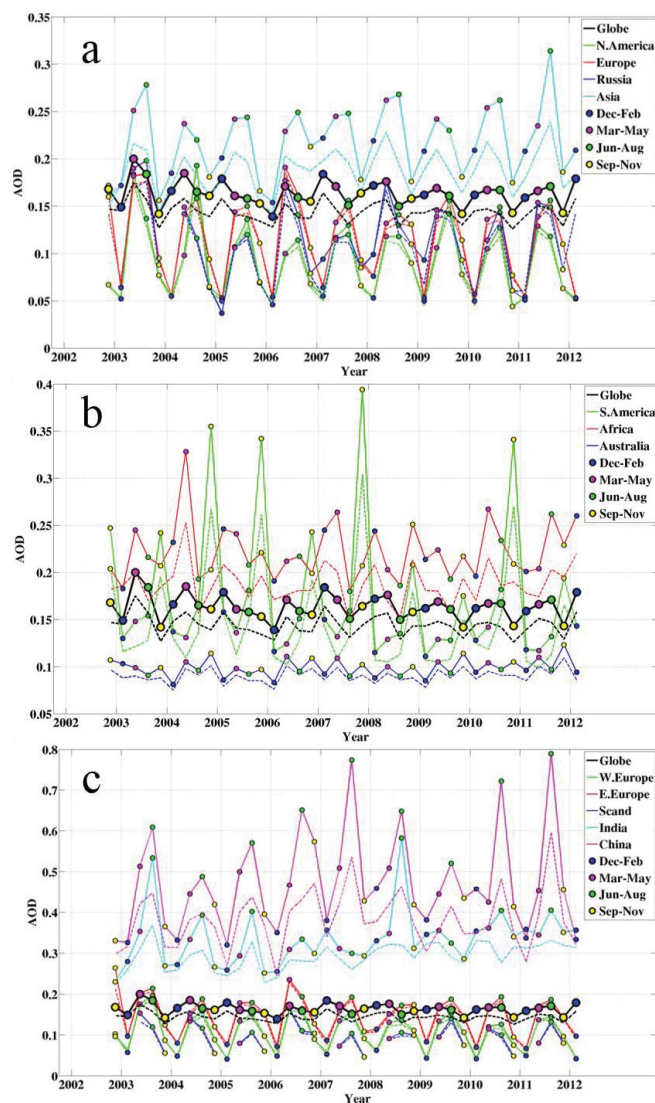 a
0.35
0.3
0.25
0.2
0.15
0.1
0.05
0
AOD
2002 2003 2004 2005 2006 2007 2008 2009 2010 2011 2012
Year
Globe
N.America
Europe
Russia
Asia
Dec-Feb
Mar-May
Jun-Aug
Sep-Nov
b
0.4
0.35
0.3
0.25
0.2
0.15
0.1
0.05
AOD
2002 2003 2004 2005 2006 2007 2008 2009 2010 2011 2012
Year
Globe
S.America
Africa
Australia
Dec-Feb
Mar-May
Jun-Aug
Sep-Nov
c
0.8
0.7
0.6
0.5
0.4
0.3
0.2
0.1
0
AOD
2002 2003 2004 2005 2006 2007 2008 2009 2010 2011 2012
Year
Globe
W.Europe
E.Europe
Scand
India
China
Dec-Feb
Mar-May
Jun-Aug
Sep-Nov